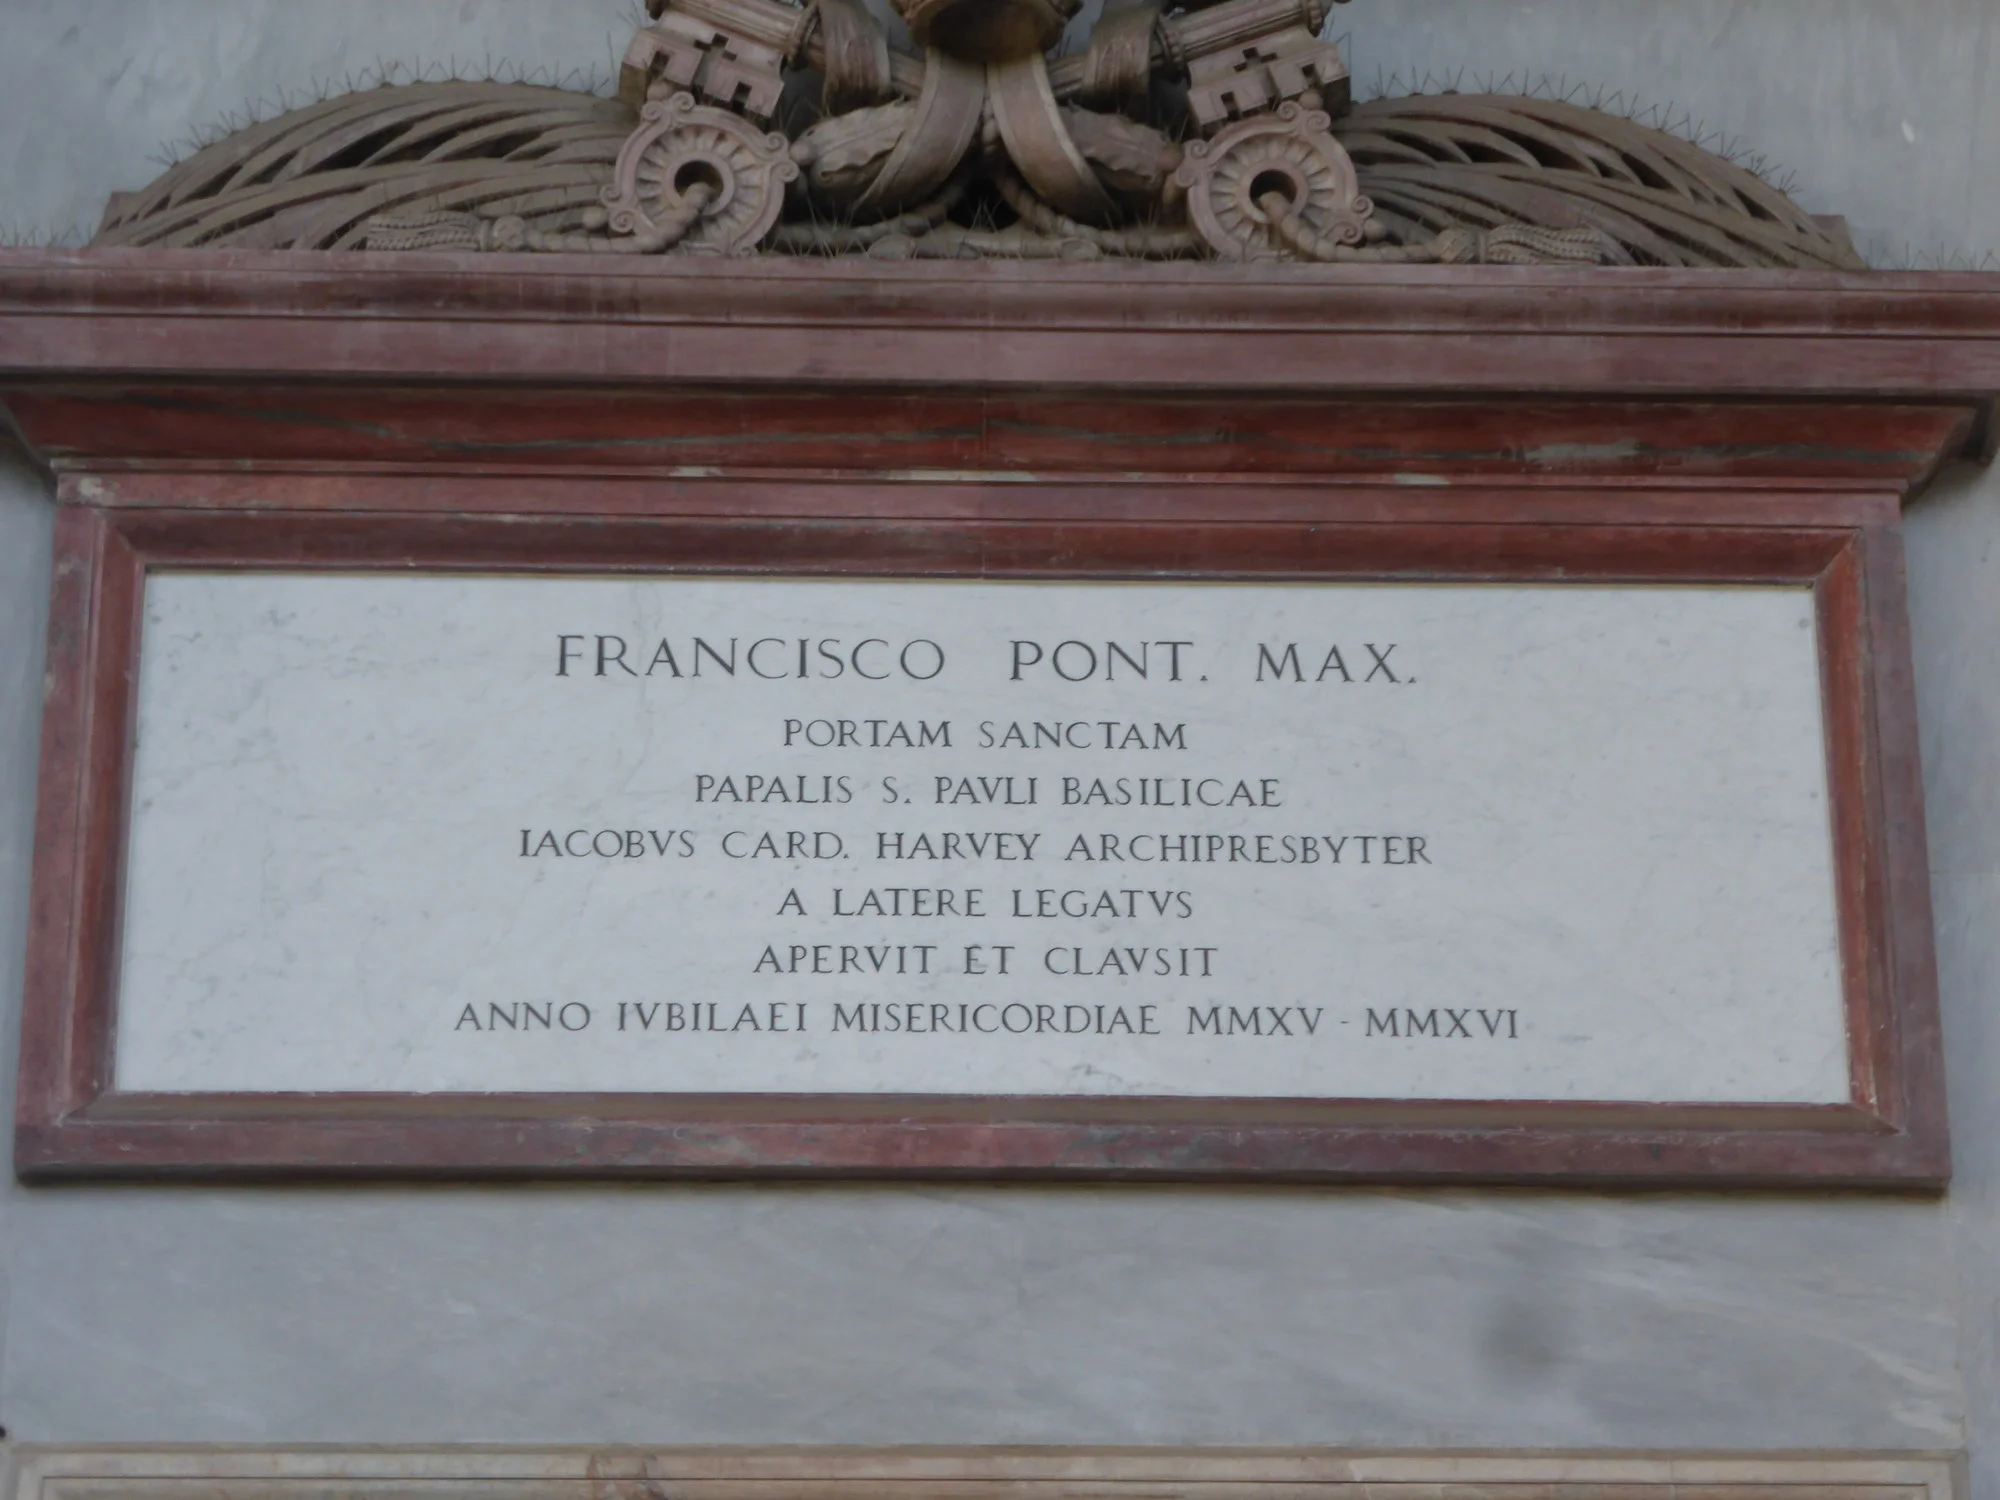 FRANCISCO PONT. MAX.
PORTAM SANCTAM
PAPALIS S. PAVLI BASILICAE
IACOBVS CARD. HARVEY ARCHIPRESBYTER
A LATERE LEGATVS
APERVIT ET CLAVSIT
ANNO IVBILAEI MISERICORDIAE MMXV - MMXVI